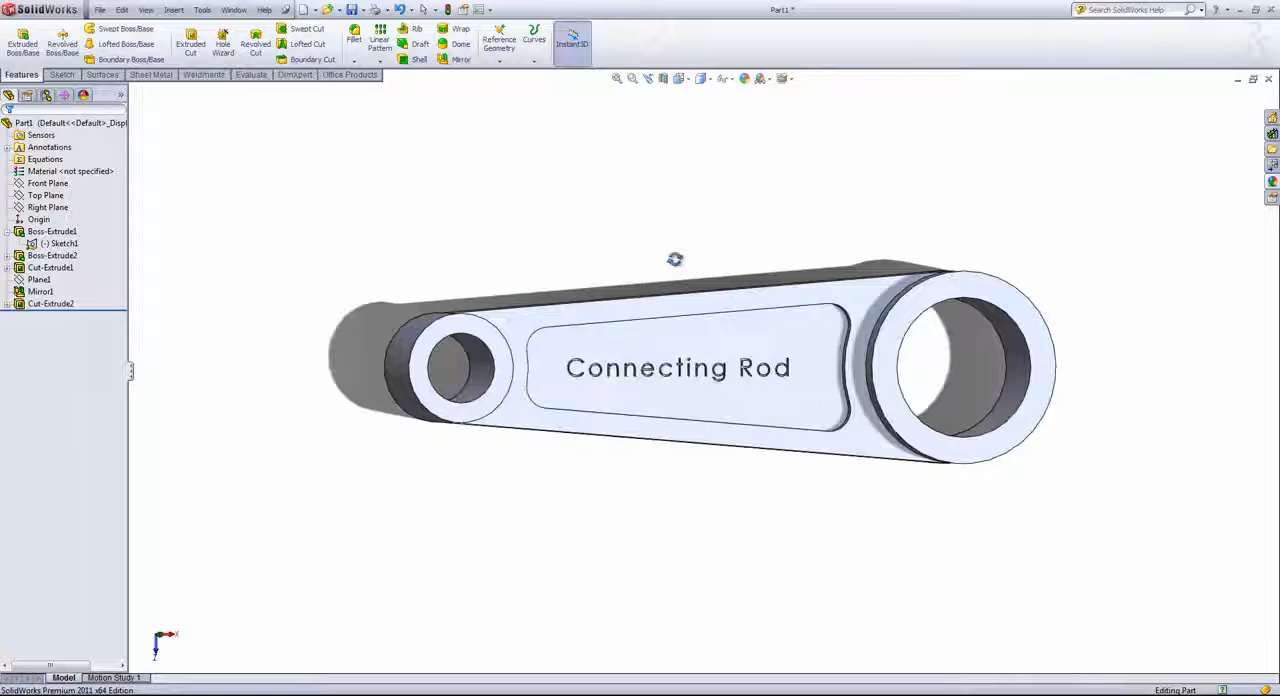 SolidWorks File Edit View Insert Tools Window Help Part1 * Search SolidWorks Help
Extruded Boss/Base
Revolved Boss/Base
Swept Boss/Base
Lofted Boss/Base
Boundary Boss/Base
Extruded Cut
Hole Wizard
Revolved Cut
Swept Cut
Lofted Cut
Boundary Cut
Fillet
Linear Pattern
Rib
Draft
Shell
Wrap
Dome
Mirror
Reference Geometry
Curves
Instant3D
Features Sketch Surfaces Sheet Metal Weldments Evaluate DimXpert Office Products
Part1 (Default<<Default>_Displ
Sensors
Annotations
Equations
Material <not specified>
Front Plane
Top Plane
Right Plane
Origin
Boss-Extrude1
(-) Sketch1
Boss-Extrude2
Cut-Extrude1
Plane1
Mirror1
Cut-Extrude2
Connecting Rod
X
Z
Model Motion Study 1
SolidWorks Premium 2011 x64 Edition Editing Part